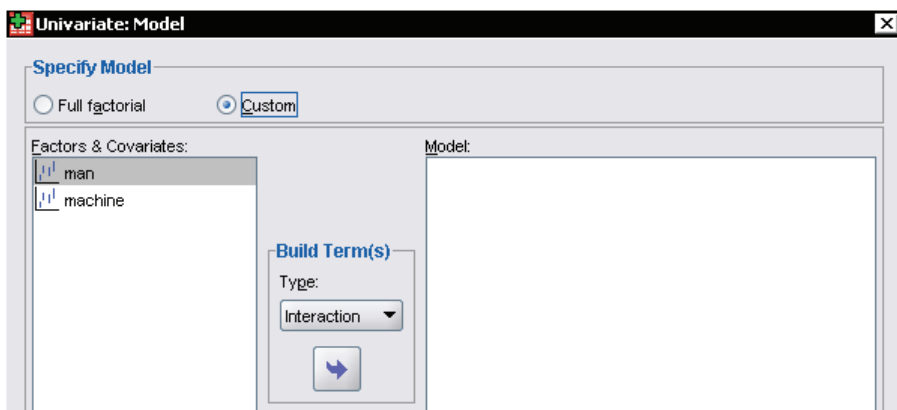 Univariate: Model
Specify Model
Full factorial
Custom
Factors & Covariates:
man
machine
Build Term(s)
Type:
Interaction
Model: